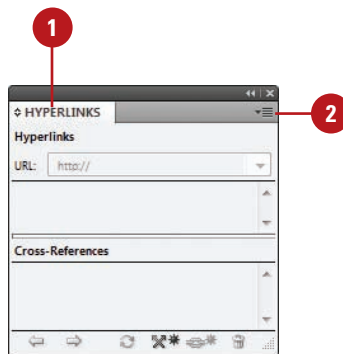 1
HYPERLINKS
2
Hyperlinks
URL: http://
Cross-References